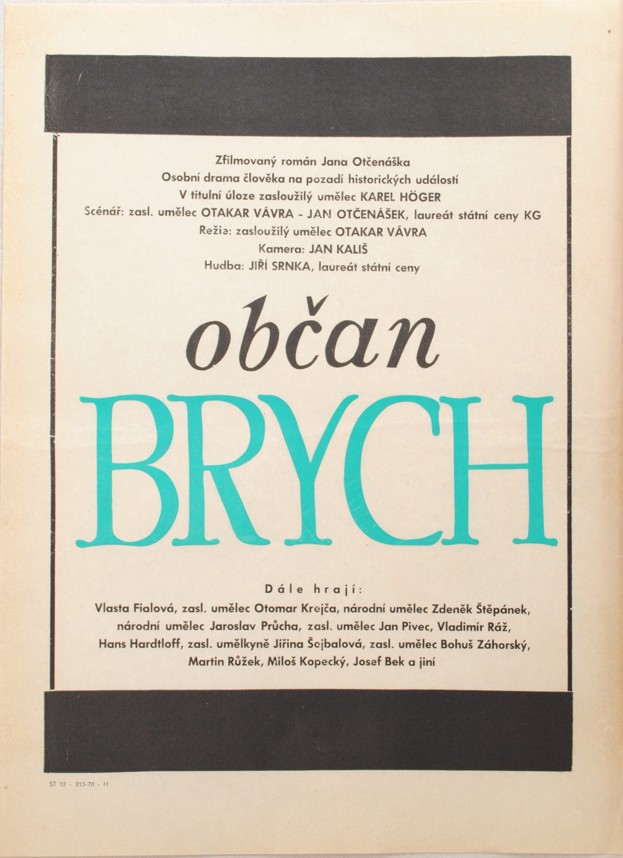 Zfilmovaný román Jana Otčenáška
Osobní drama člověka na pozadí historických událostí
V titulní úloze zasloužilý umělec KAREL HÖGER
Scénář: zasl. umělec OTAKAR VÁVRA - JAN OTČENÁŠEK, laureát státní ceny KG
Režie: zasloužilý umělec OTAKAR VÁVRA
Kamera: JAN KALIŠ
Hudba: JIŘÍ SRNKA, laureát státní ceny
občan
BRYCH
Dále hrají:
Vlasta Fialová, zasl. umělec Otomar Krejča, národní umělec Zdeněk Štěpánek,
národní umělec Jaroslav Průcha, zasl. umělec Jan Pivec, Vladimír Ráž,
Hans Hardtloff, zasl. umělkyně Jiřina Šejbalová, zasl. umělec Bohuš Záhorský,
Martin Růžek, Miloš Kopecký, Josef Bek a jiní
ST 12 - 215-70 - H